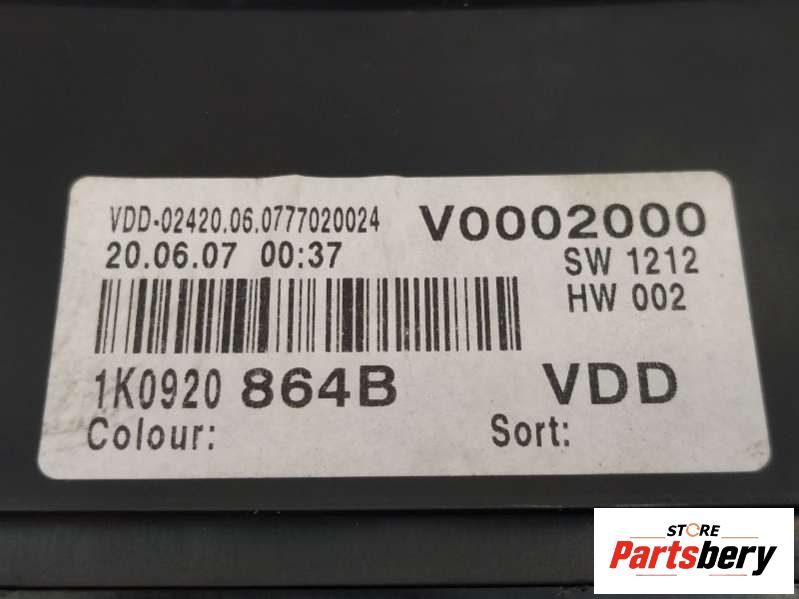 VDD-02420.06.0777020024 V0002000
20.06.07 00:37 SW 1212
HW 002
1K0920 864B VDD
Colour: Sort:
STORE
Partsbery